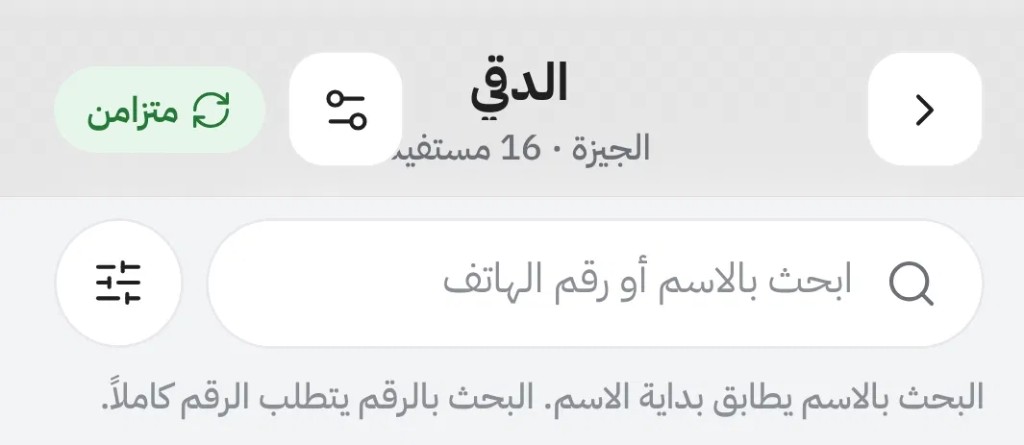 الدقي
الجيزة · 16 مستفيد
متزامن
ابحث بالاسم أو رقم الهاتف
البحث بالاسم يطابق بداية الاسم. البحث بالرقم يتطلب الرقم كاملاً.